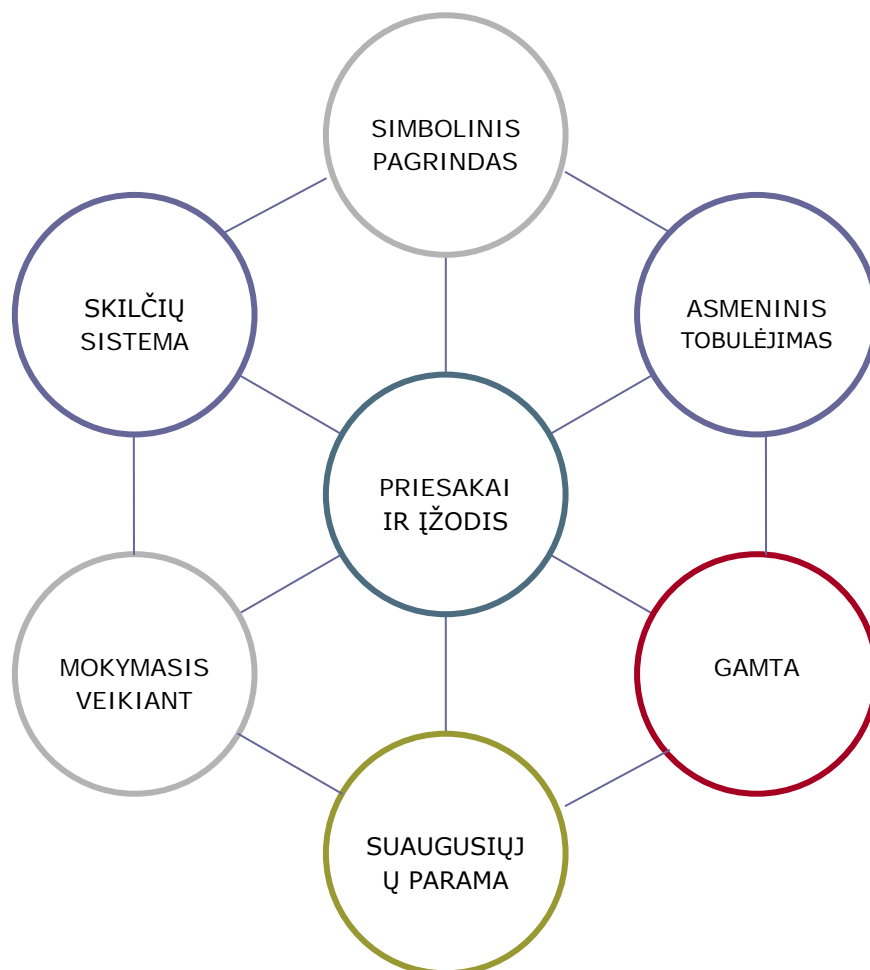 SIMBOLINIS
PAGRINDAS
SKILČIŲ
SISTEMA
ASMENINIS
TOBULĖJIMAS
PRIESAKAI
IR ĮŽODIS
MOKYMASIS
VEIKIANT
GAMTA
SUAUGUSIŲJ
Ų PARAMA